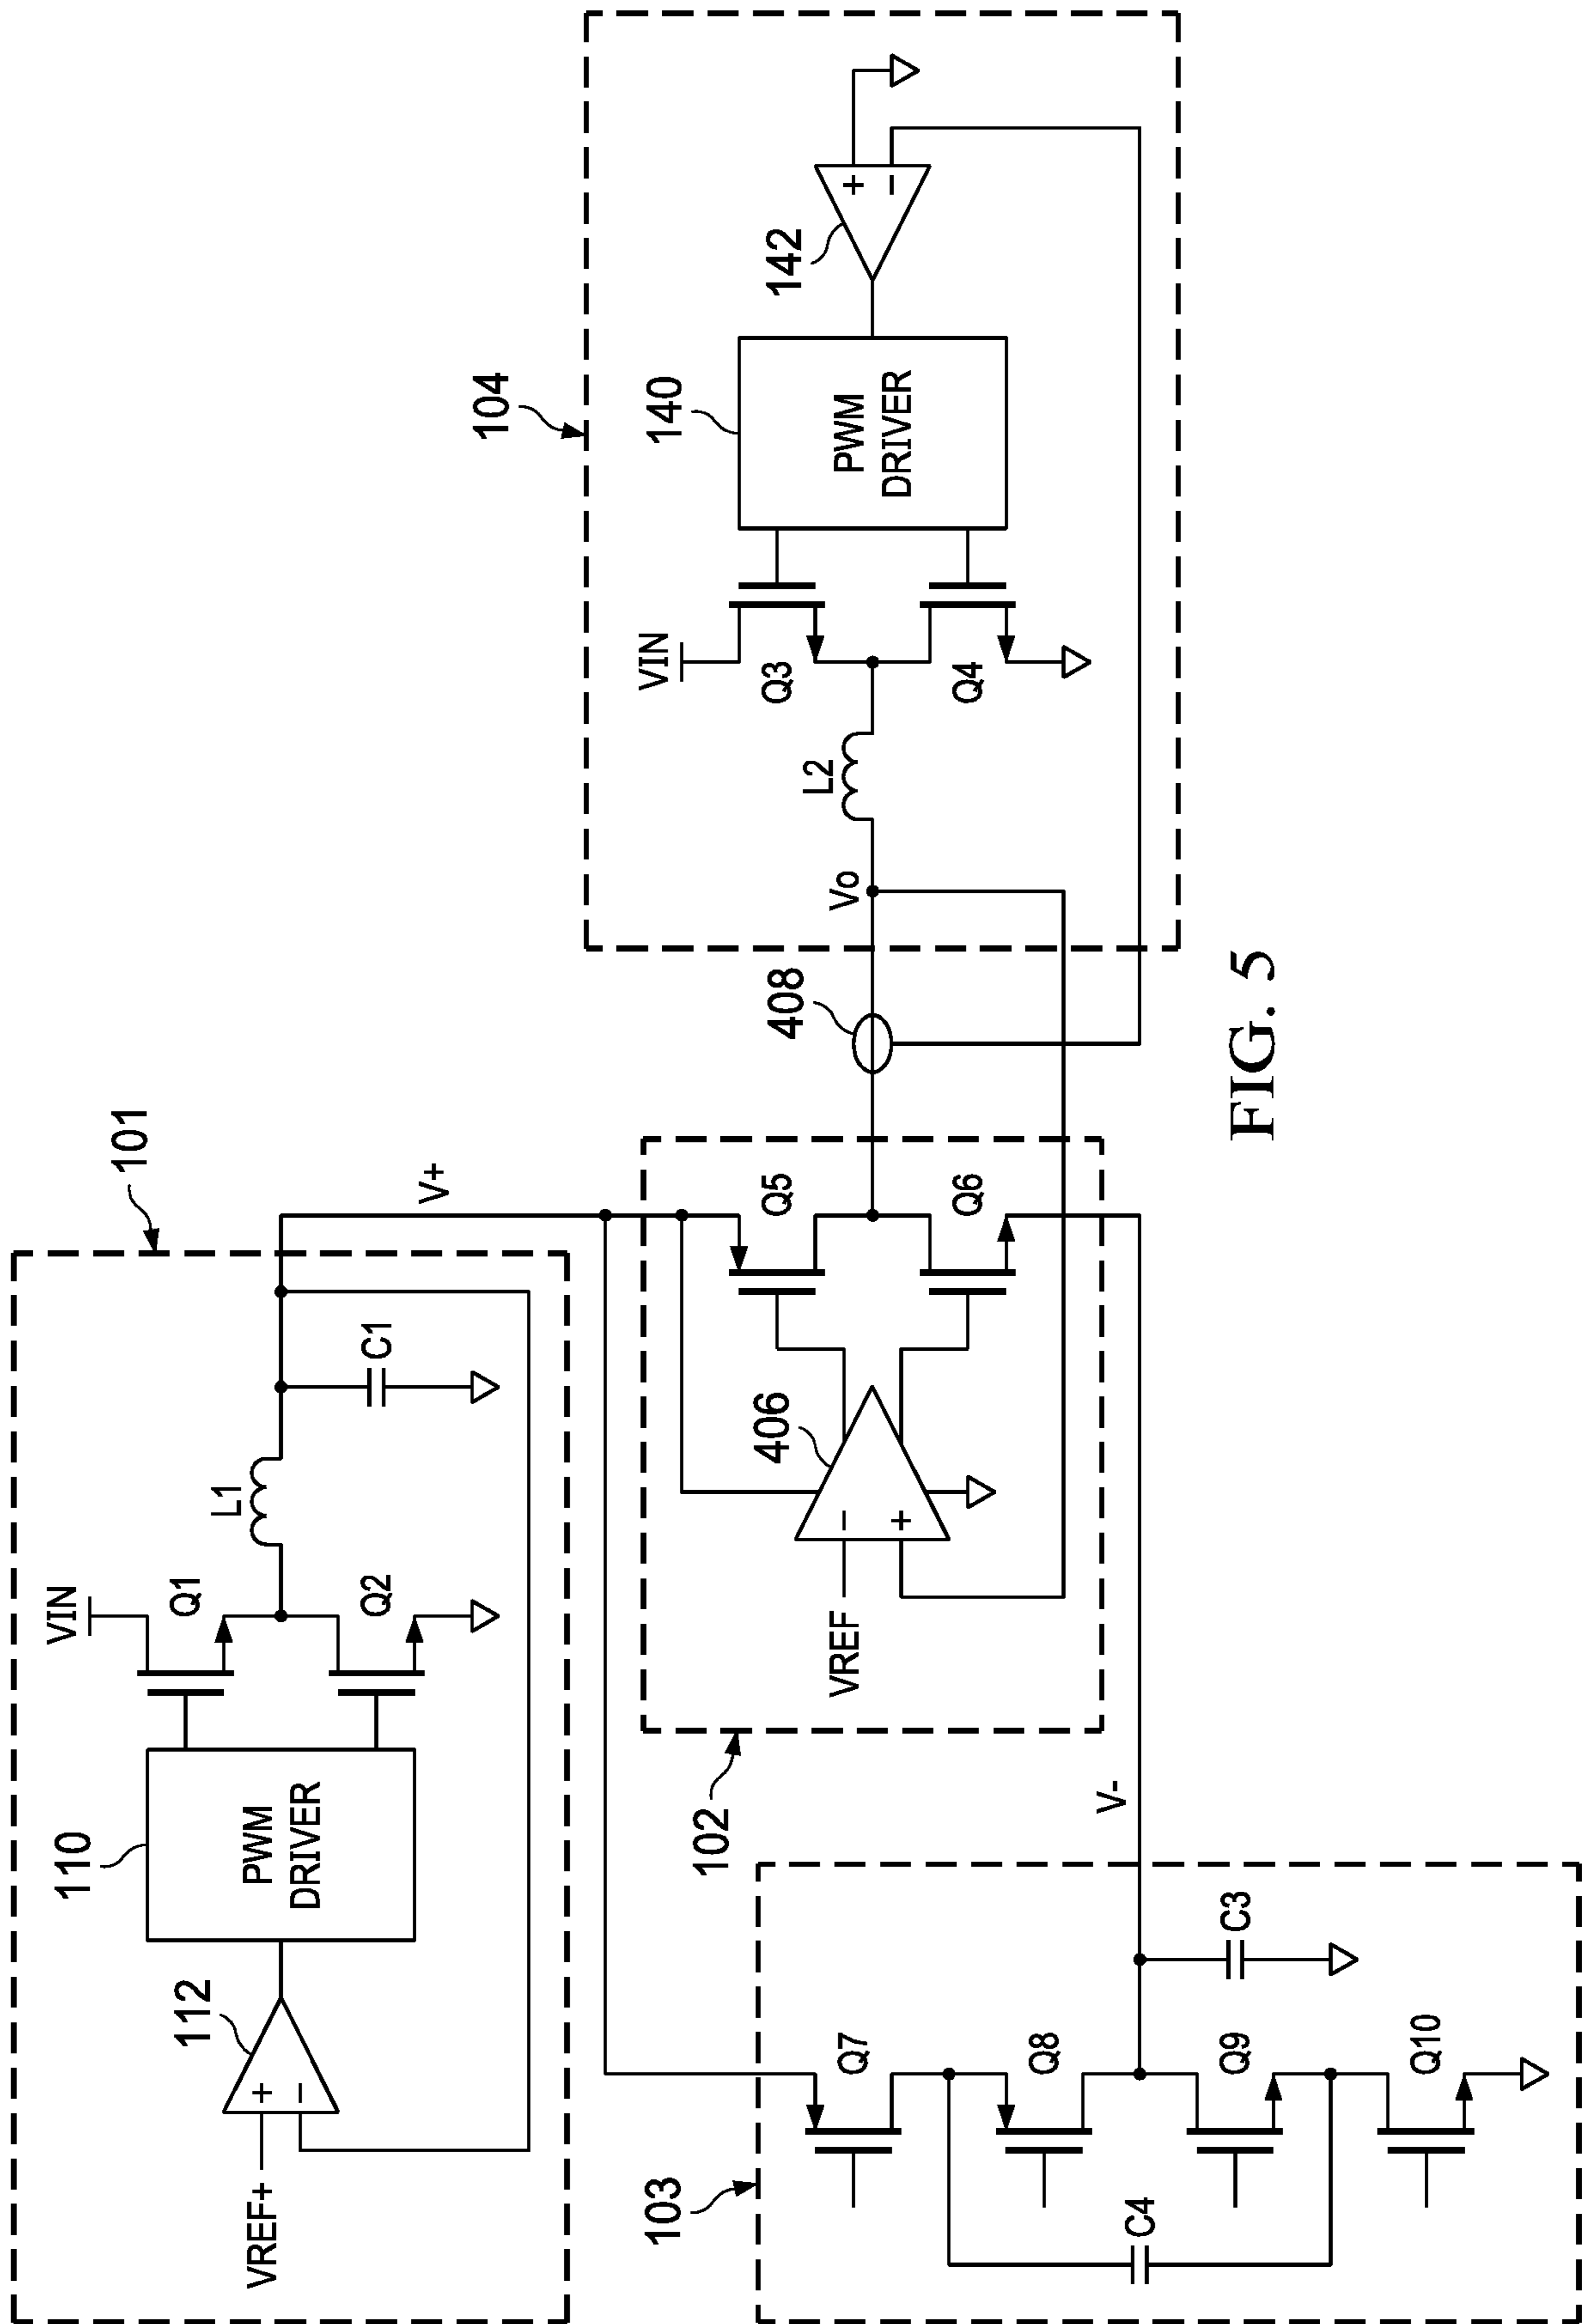 101
110
112
VIN
Q1
Q2
L1
C1
PWM
DRIVER
VREF+
+
−
V+
102
406
VREF
−
+
Q5
Q6
408
Vo
104
VIN
Q3
Q4
L2
140
PWM
DRIVER
142
+
−
103
Q7
Q8
Q9
Q10
C4
C3
V-
FIG. 5